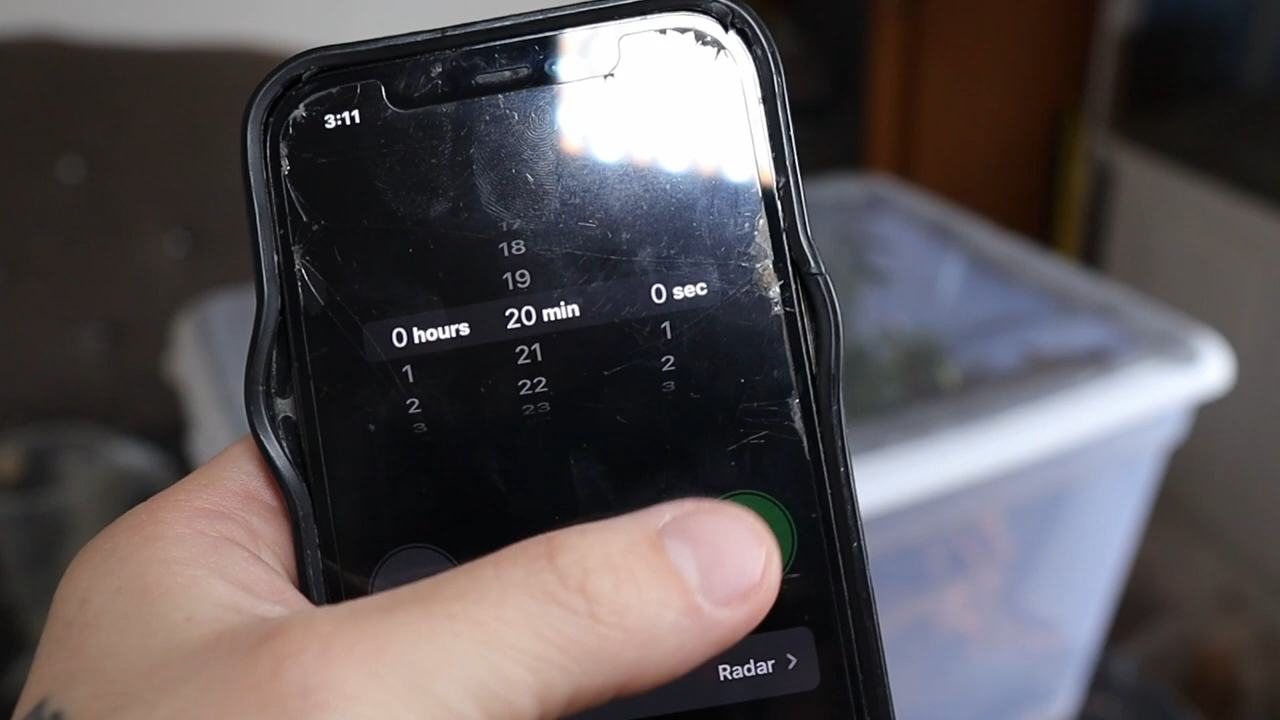 3:11
17
18
19
0 hours 20 min 0 sec
1 21 1
2 22 2
3 23 3
Radar >